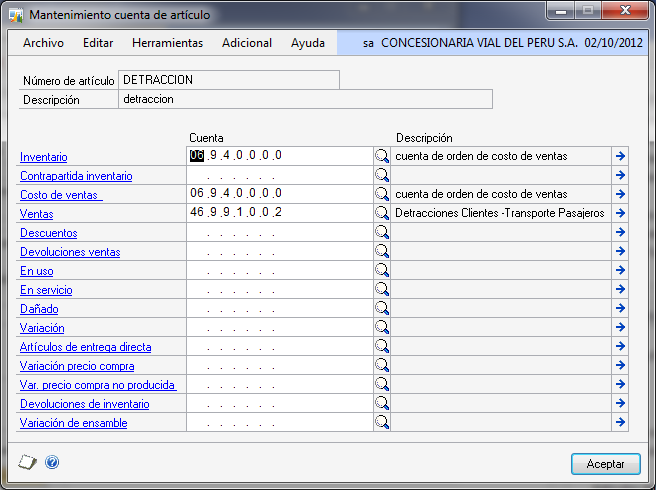 Mantenimiento cuenta de artículo
Archivo Editar Herramientas Adicional Ayuda sa CONCESIONARIA VIAL DEL PERU S.A. 02/10/2012
Número de artículo DETRACCION
Descripción detraccion
Cuenta Descripción
Inventario 06.9.4.0.0.0.0 cuenta de orden de costo de ventas
Contrapartida inventario . . . . . .
Costo de ventas 06.9.4.0.0.0.0 cuenta de orden de costo de ventas
Ventas 46.9.9.1.0.0.2 Detracciones Clientes -Transporte Pasajeros
Descuentos . . . . . .
Devoluciones ventas . . . . . .
En uso . . . . . .
En servicio . . . . . .
Dañado . . . . . .
Variación . . . . . .
Artículos de entrega directa . . . . . .
Variación precio compra . . . . . .
Var. precio compra no producida . . . . . .
Devoluciones de inventario . . . . . .
Variación de ensamble . . . . . .
Aceptar